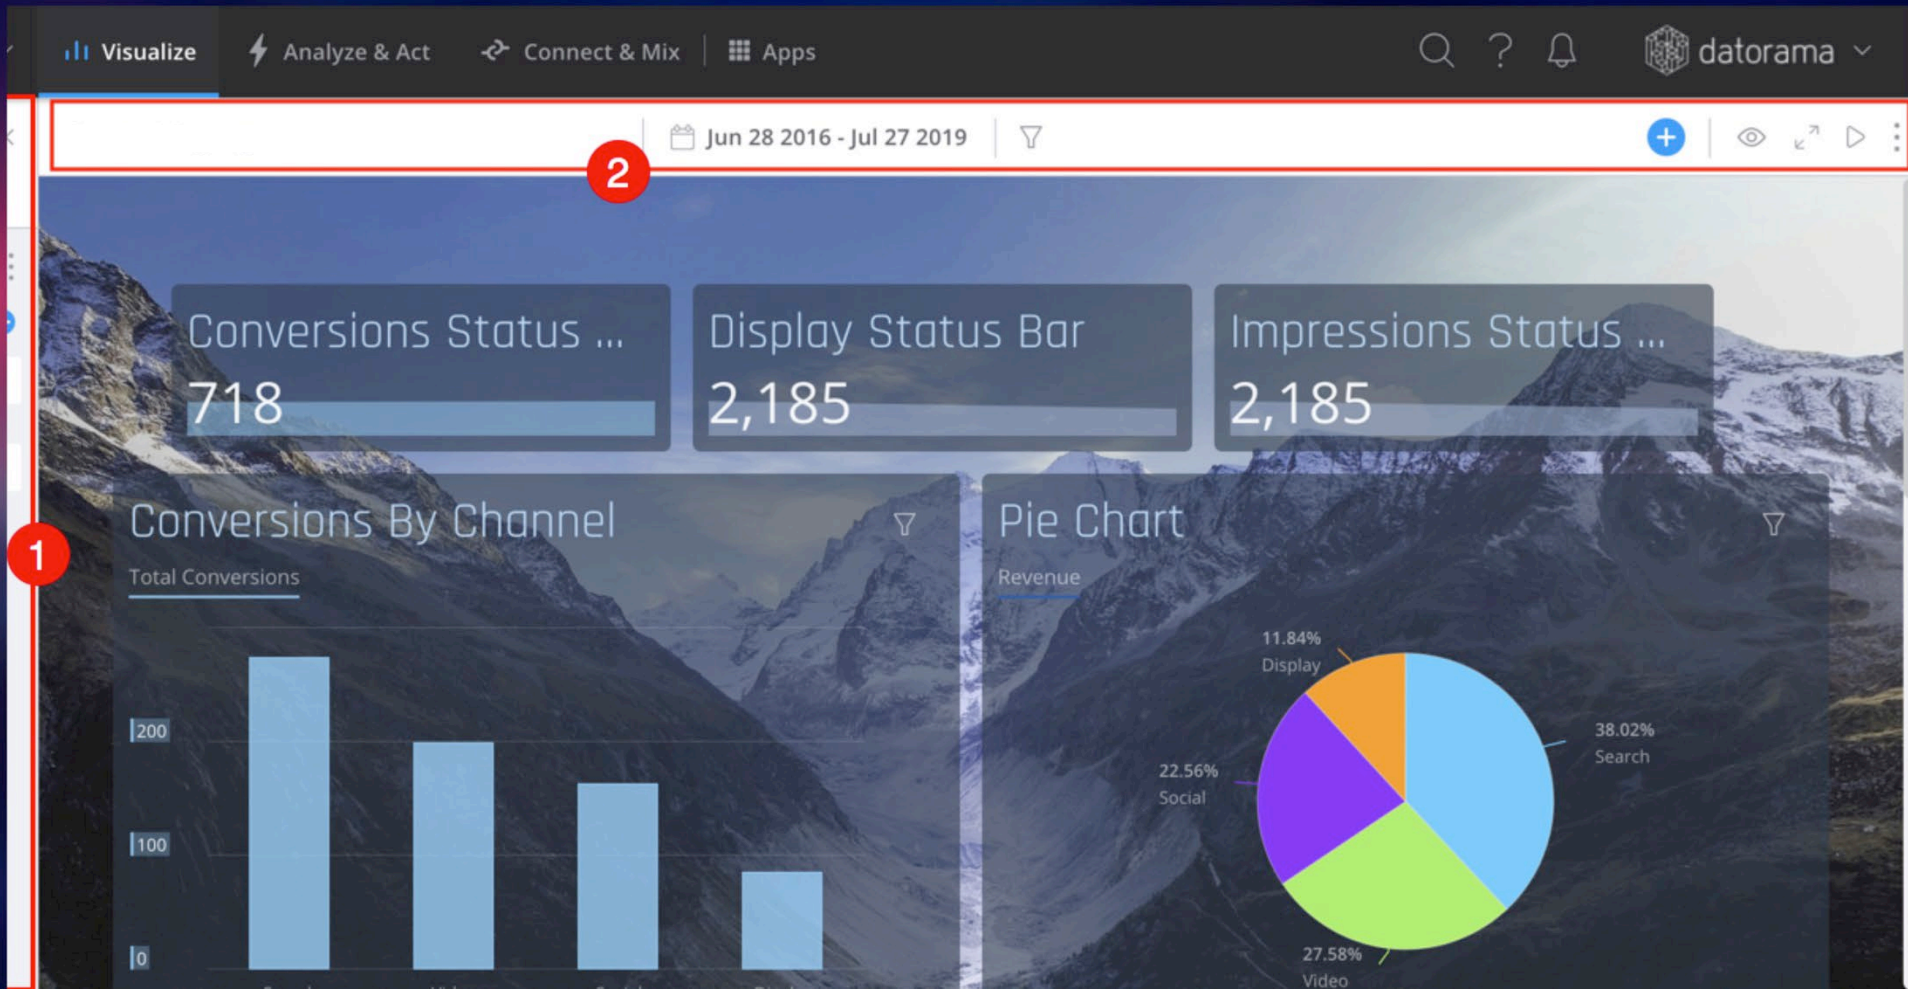 Visualize
Analyze & Act
Connect & Mix
Apps
?
datorama
Jun 28 2016 - Jul 27 2019
2
Conversions Status ...
718
Display Status Bar
2,185
Impressions Status ...
2,185
1
Conversions By Channel
Total Conversions
200
100
0
Pie Chart
Revenue
11.84%
Display
38.02%
Search
22.56%
Social
27.58%
Video